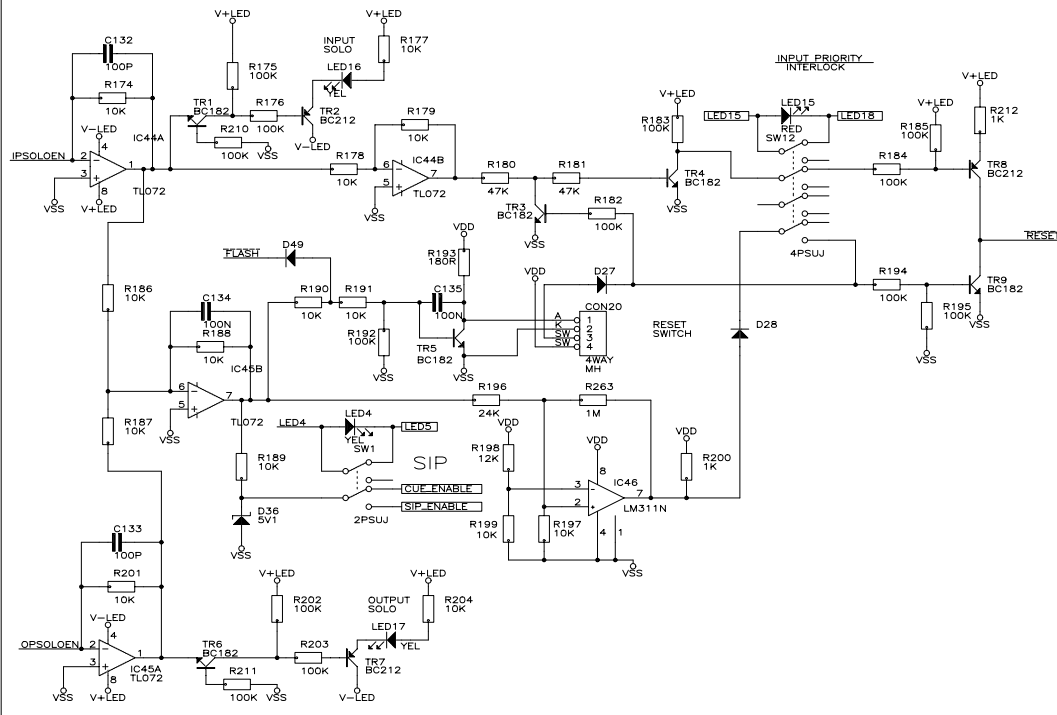 V+LED
V+LED
C132
100P
R174
10K
V-LED
4
IC44A
IPSOLOEN
2
3
1
8
TL072
VSS
V+LED
R175
100K
TR1
BC182
R176
100K
R210
100K
VSS
INPUT
SOLO
LED16
YEL
TR2
BC212
V-LED
R177
10K
R179
10K
R178
10K
6
5
7
IC44B
TL072
VSS
R180
47K
R181
47K
V+LED
R183
100K
TR4
BC182
VSS
TR3
BC182
VSS
R182
100K
INPUT PRIORITY
INTERLOCK
LED15
LED15
RED
SW12
LED18
4PSUJ
V+LED
R185
100K
R184
100K
V+LED
R212
1K
TR8
BC212
RESET
R194
100K
R195
100K
VSS
TR9
BC182
VSS
FLASH
D49
R190
10K
R191
10K
R192
100K
VSS
VDD
R193
180R
C135
100N
TR5
BC182
VSS
VDD
D27
CON20
A
K
SW
SW
1
2
3
4
4WAY
MH
RESET
SWITCH
D28
R186
10K
R187
10K
C134
100N
R188
10K
IC45B
6
5
7
TL072
VSS
R189
10K
D36
5V1
VSS
LED4
LED4
YEL
SW1
LED5
SIP
CUE_ENABLE
SIP_ENABLE
2PSUJ
R196
24K
R263
1M
R198
12K
R199
10K
R197
10K
VDD
8
IC46
3
2
7
LM311N
4
1
VSS
VDD
R200
1K
C133
100P
R201
10K
V-LED
4
OPSOLOEN
2
3
1
8
IC45A
TL072
VSS
V+LED
TR6
BC182
R211
100K
VSS
V+LED
R202
100K
R203
100K
OUTPUT
SOLO
LED17
YEL
TR7
BC212
V-LED
V+LED
R204
10K